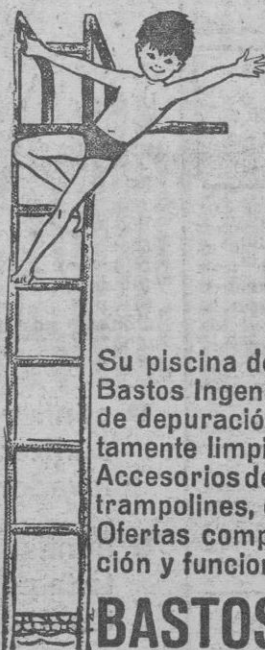 Su piscina de
Bastos Ingen
de depuració
tamente limpi
Accesorios de
trampolines,
Ofertas comp
ción y funcion
BASTOS